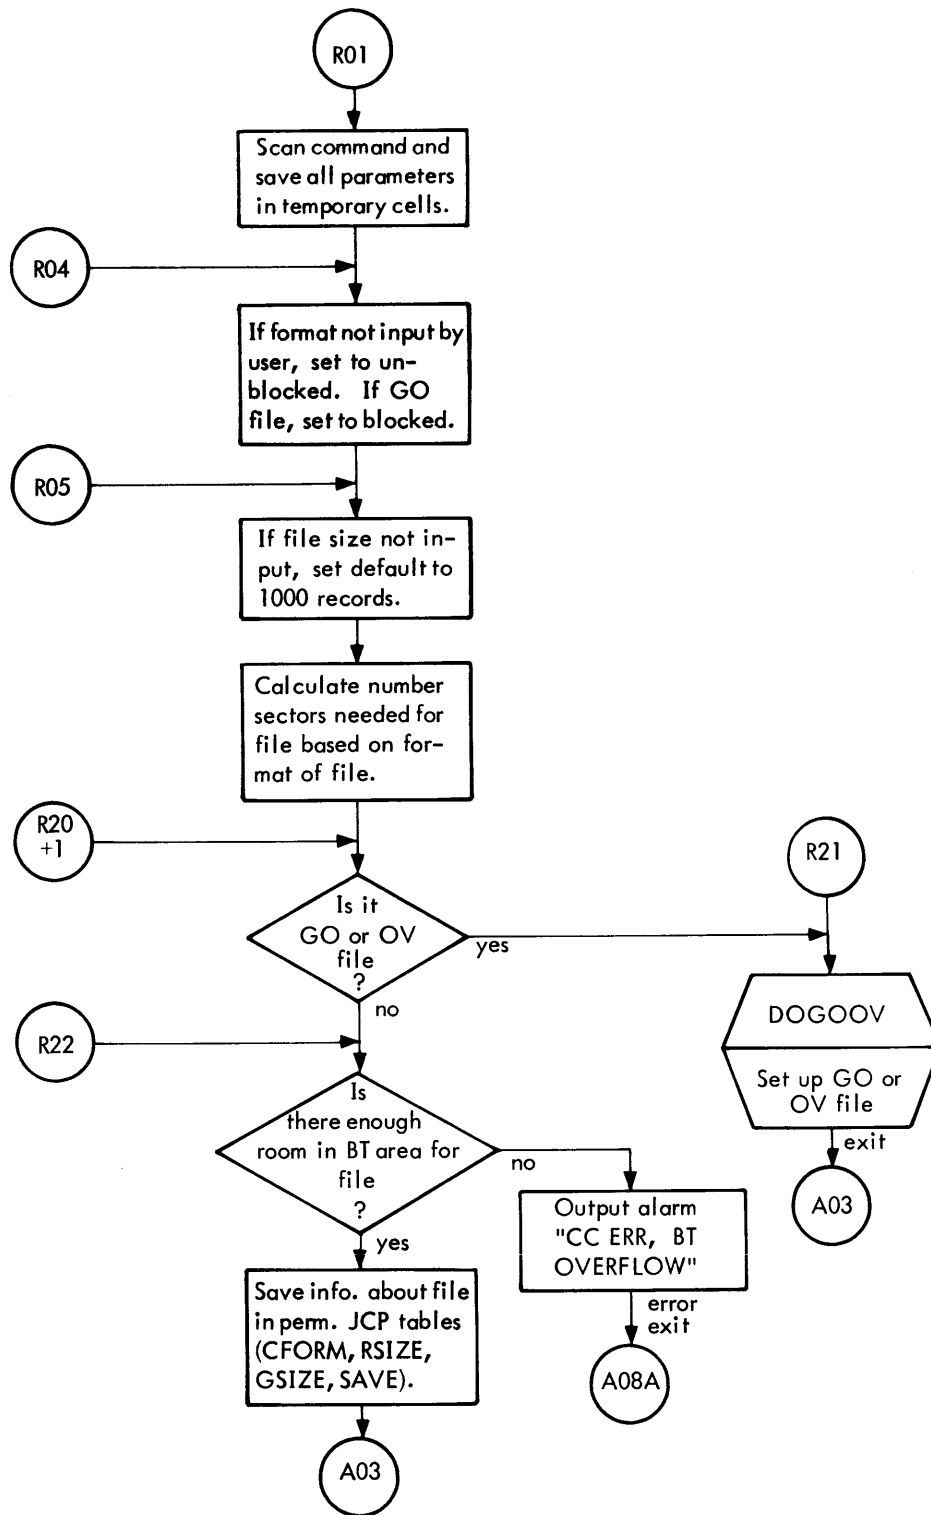 R01
Scan command and
save all parameters
in temporary cells.
R04
If format not input by
user, set to un-
blocked. If GO
file, set to blocked.
R05
If file size not in-
put, set default to
1000 records.
Calculate number
sectors needed for
file based on for-
mat of file.
R20
+1
R21
Is it
GO or OV
file
?
yes
no
DOGOOV
Set up GO or
OV file
exit
A03
R22
Is
there enough
room in BT area for
file
?
no
yes
Output alarm
"CC ERR, BT
OVERFLOW"
error
exit
A08A
Save info. about file
in perm. JCP tables
(CFORM, RSIZE,
GSIZE, SAVE).
A03